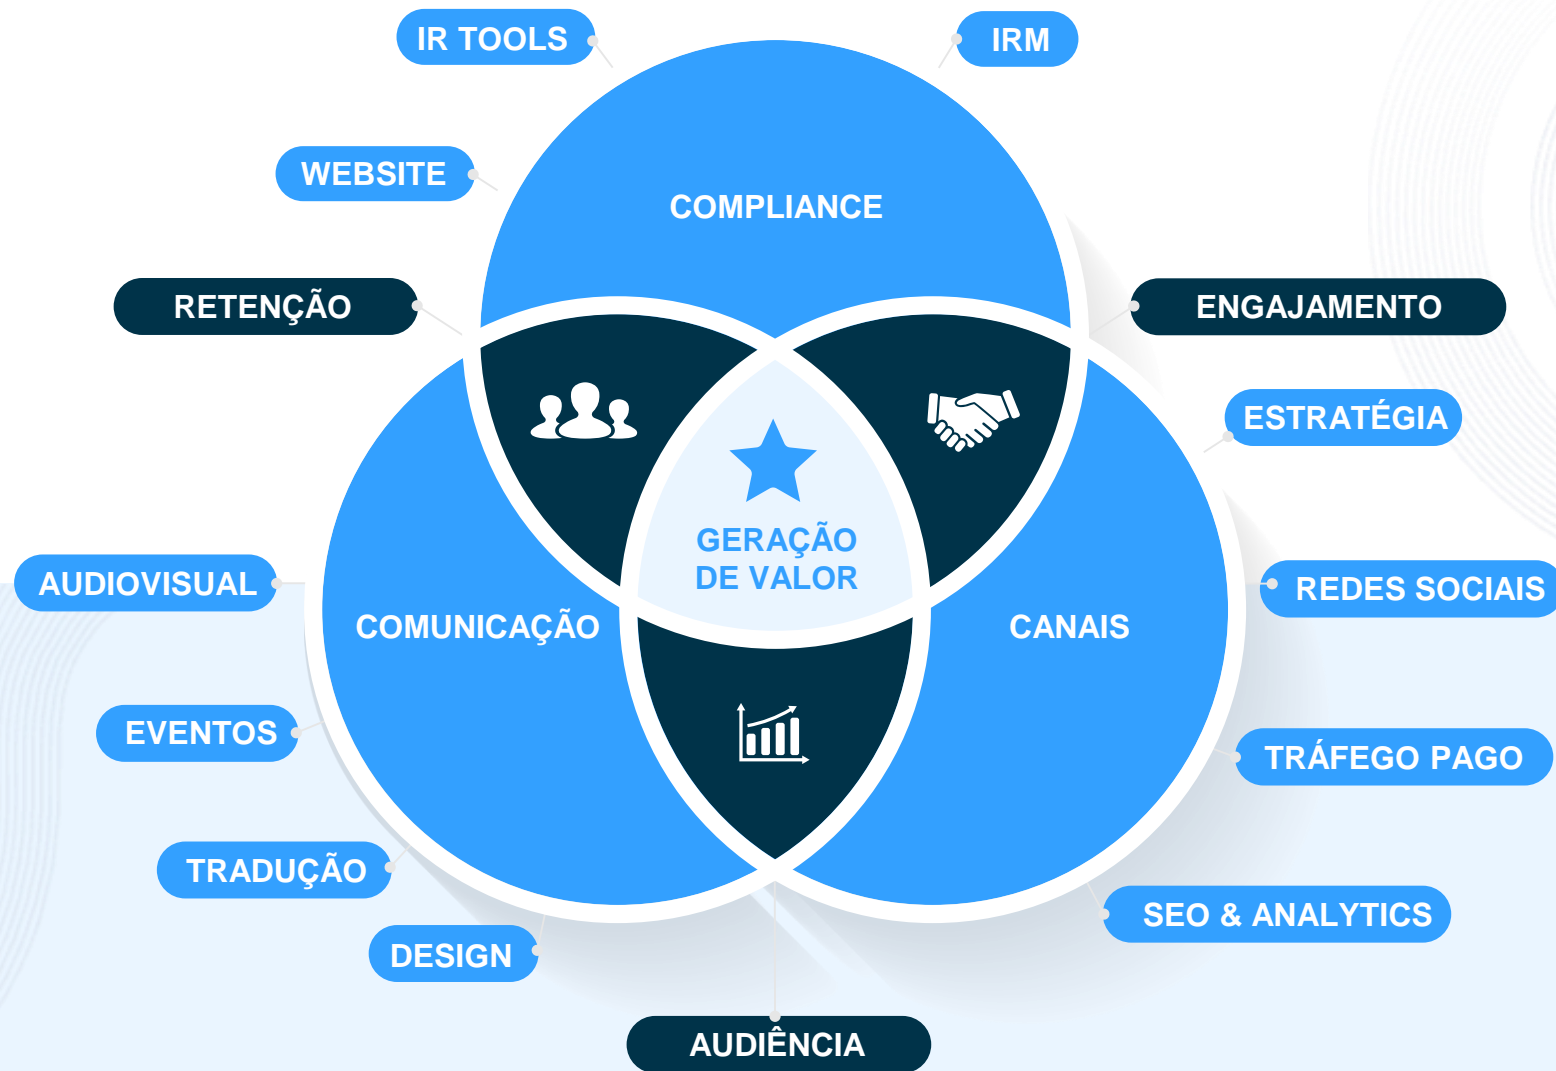 IR TOOLS
IRM
WEBSITE
COMPLIANCE
RETENÇÃO
ENGAJAMENTO
ESTRATÉGIA
GERAÇÃO
DE VALOR
AUDIOVISUAL
REDES SOCIAIS
COMUNICAÇÃO
CANAIS
EVENTOS
TRÁFEGO PAGO
TRADUÇÃO
SEO & ANALYTICS
DESIGN
AUDIÊNCIA